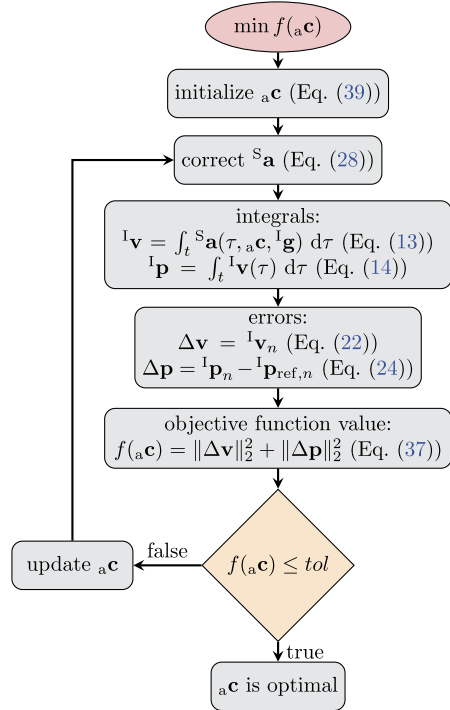 min f(ₐc)
initialize ₐc (Eq. (39))
correct ˢa (Eq. (28))
integrals:
ᴵv = ∫ₜ ˢa(τ, ₐc, ᴵg) dτ (Eq. (13))
ᴵp = ∫ₜ ᴵv(τ) dτ (Eq. (14))
errors:
Δv = ᴵvₙ (Eq. (22))
Δp = ᴵpₙ − ᴵp_ref,n (Eq. (24))
objective function value:
f(ₐc) = ‖Δv‖₂² + ‖Δp‖₂² (Eq. (37))
f(ₐc) ≤ tol
false
update ₐc
true
ₐc is optimal